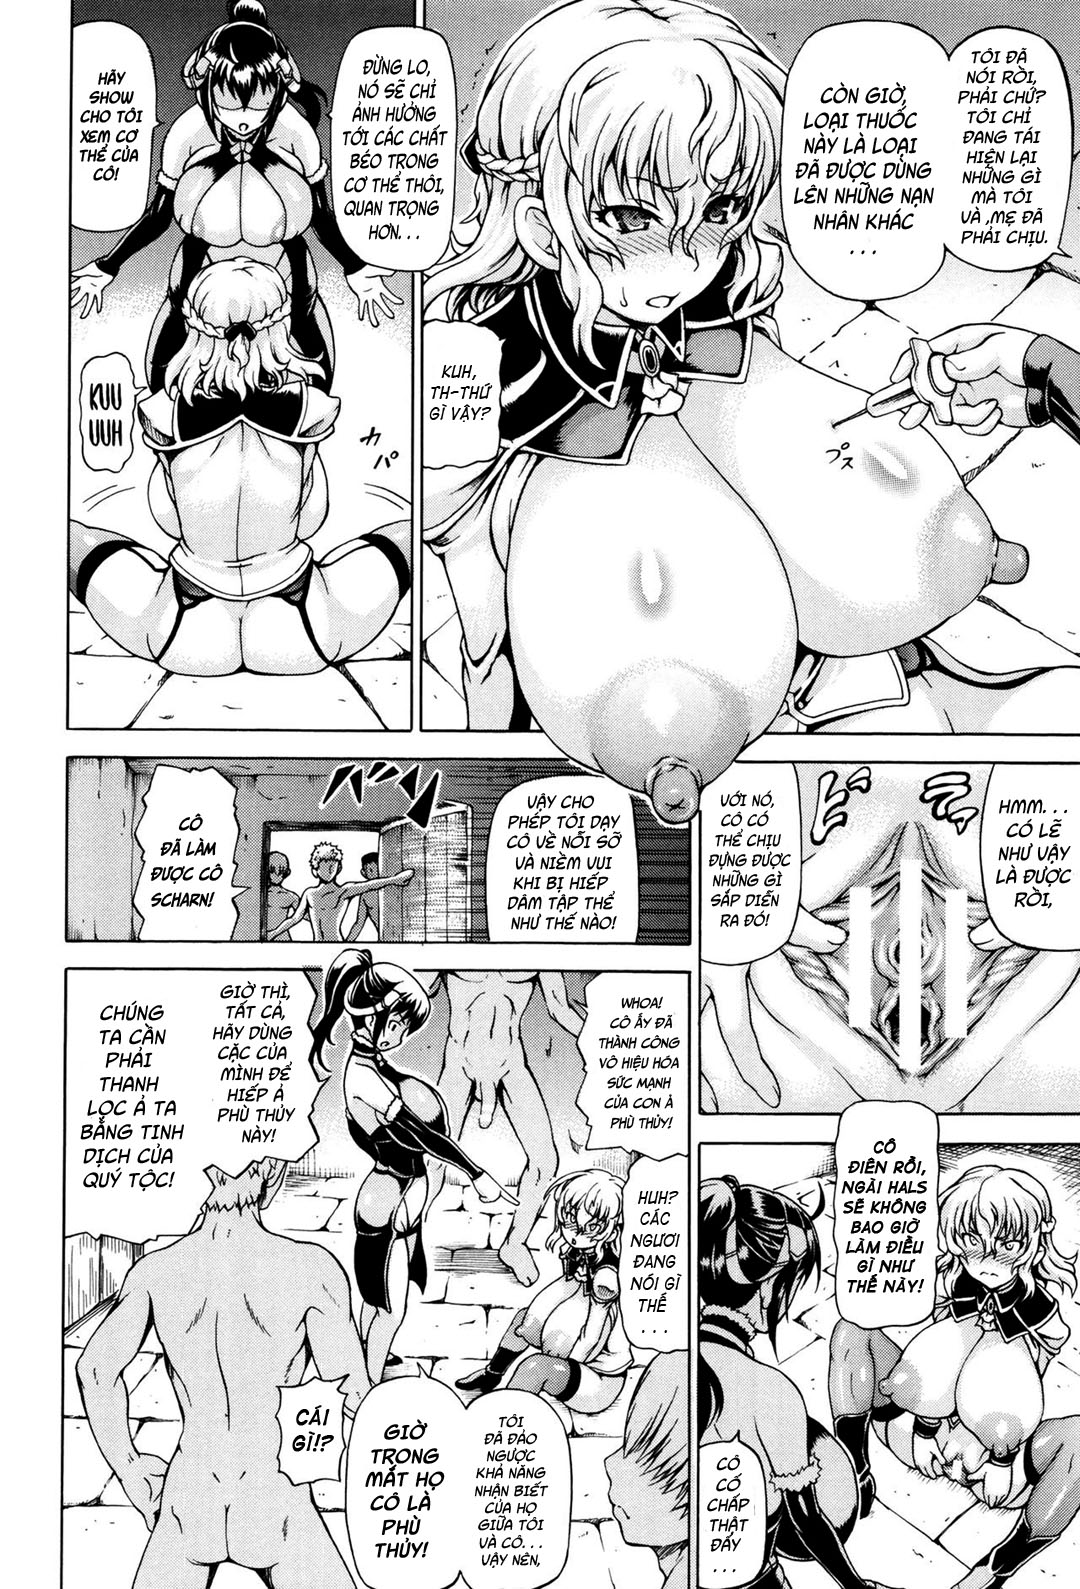 TÔI ĐÃ
NÓI RỒI,
PHẢI CHỨ?
TÔI CHỈ
ĐANG TÁI
HIỆN LẠI
NHỮNG GÌ
MÀ TÔI
VÀ MẸ ĐÃ
PHẢI CHỊU.
CÒN GIỜ,
LOẠI THUỐC
NÀY LÀ LOẠI
ĐÃ ĐƯỢC DÙNG
LÊN NHỮNG NẠN
NHÂN KHÁC
. . .
KUH,
TH-THỨ
GÌ VẬY?
プス
ĐỪNG LO,
NÓ SẼ CHỈ
ẢNH HƯỞNG
TỚI CÁC CHẤT
BÉO TRONG
CƠ THỂ THÔI,
QUAN TRỌNG
HƠN. . .
HÃY
SHOW
CHO TÔI
XEM CƠ
THỂ CỦA
CÔ!
KUU
UUH
カパ
HMM. . .
CÓ LẼ
NHƯ VẬY
LÀ ĐƯỢC
RỒI,
VỚI NÓ,
CÔ CÓ
THỂ CHỊU
ĐỰNG ĐƯỢC
NHỮNG GÌ
SẮP DIỄN
RA ĐÓ!
VẬY CHO
PHÉP TÔI DẠY
CÔ VỀ NỖI SỠ
VÀ NIỀM VUI
KHI BỊ HIẾP
DÂM TẬP THỂ
NHƯ THẾ NÀO!
CÔ
ĐÃ LÀM
ĐƯỢC CÔ
SCHARN!
CÔ
ĐIÊN RỒI,
NGÀI HALS
SẼ KHÔNG
BAO GIỜ
LÀM ĐIỀU
GÌ NHƯ
THẾ NÀY!
CÔ
CỐ
CHẤP
THẬT
ĐẤY
. . .
WHOA!
CÔ ẤY ĐÃ
THÀNH CÔNG
VÔ HIỆU HÓA
SỨC MẠNH
CỦA CON Ả
PHÙ THỦY!
HUH?
CÁC
NGƯƠI
ĐANG
NÓI GÌ
THẾ
. . . .
GIỜ THÌ,
TẤT CẢ,
HÃY DÙNG
CẶC CỦA
MÌNH ĐỂ
HIẾP Ả
PHÙ THỦY
NÀY!
CHÚNG
TA CẦN
PHẢI
THANH
LỌC Ả TA
BẰNG TINH
DỊCH CỦA
QUÝ TỘC!
TÔI
ĐÃ ĐẢO
NGƯỢC
KHẢ NĂNG
NHẬN BIẾT
CỦA HỌ
GIỮA TÔI
VÀ CÔ. . .
VẬY NÊN,
GIỜ
TRONG
MẮT HỌ
CÔ LÀ
PHÙ
THỦY!
CÁI
GÌ!?